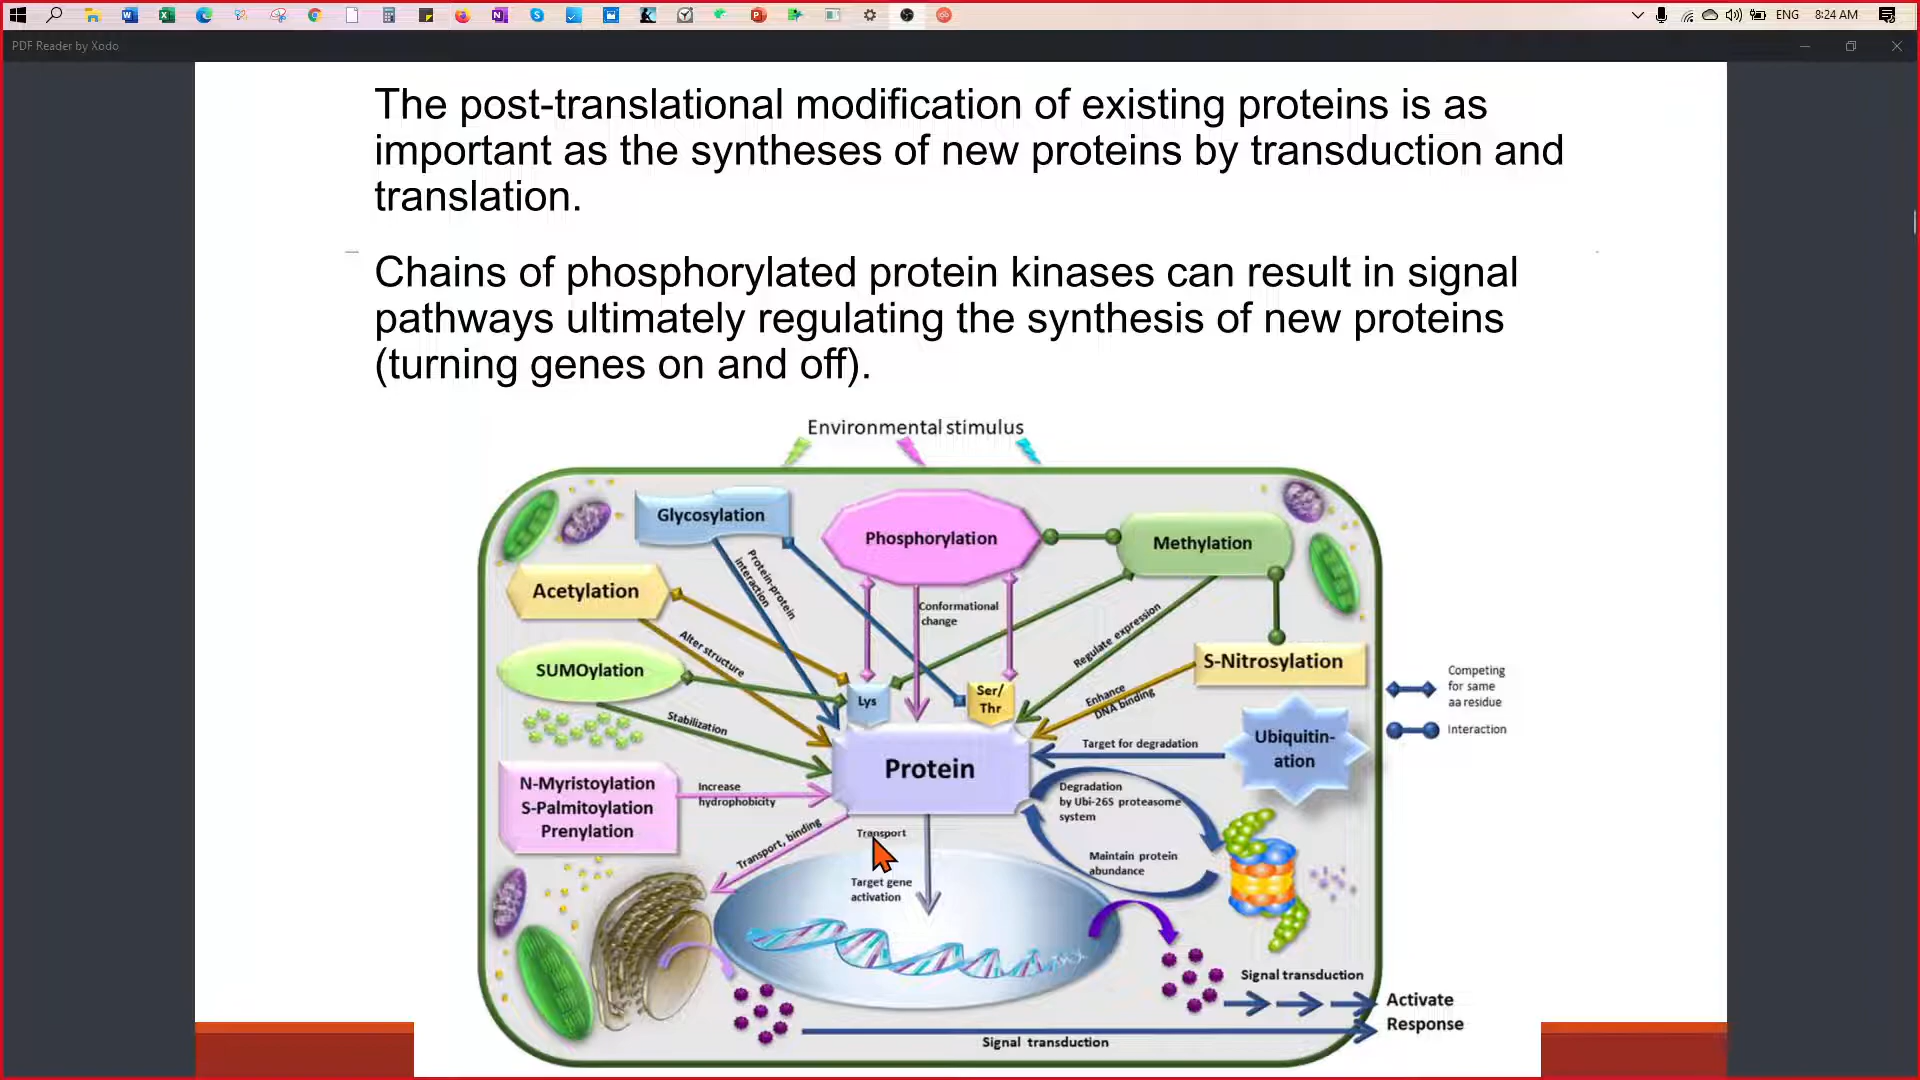 ENG 8:24 AM
PDF Reader by Xodo
The post-translational modification of existing proteins is as
important as the syntheses of new proteins by transduction and
translation.
Chains of phosphorylated protein kinases can result in signal
pathways ultimately regulating the synthesis of new proteins
(turning genes on and off).
Environmental stimulus
Glycosylation
Phosphorylation
Methylation
Acetylation
Protein-protein
interaction
Conformational
change
Alter structure
Regulate expression
SUMOylation
S-Nitrosylation
Lys
Ser/
Thr
Enhance
DNA binding
Competing
for same
aa residue
Interaction
Stabilization
Target for degradation
Ubiquitin-
ation
Protein
N-Myristoylation
S-Palmitoylation
Prenylation
Increase
hydrophobicity
Degradation
by Ubi-26S proteasome
system
Transport, binding
Transport
Maintain protein
abundance
Target gene
activation
Signal transduction
Activate
Response
Signal transduction